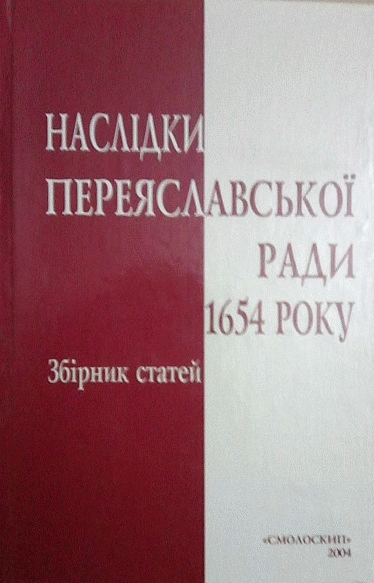 НАСЛІДКИ
ПЕРЕЯСЛАВСЬКОЇ
РАДИ
1654 РОКУ
Збірник статей
«СМОЛОСКИП»
2004